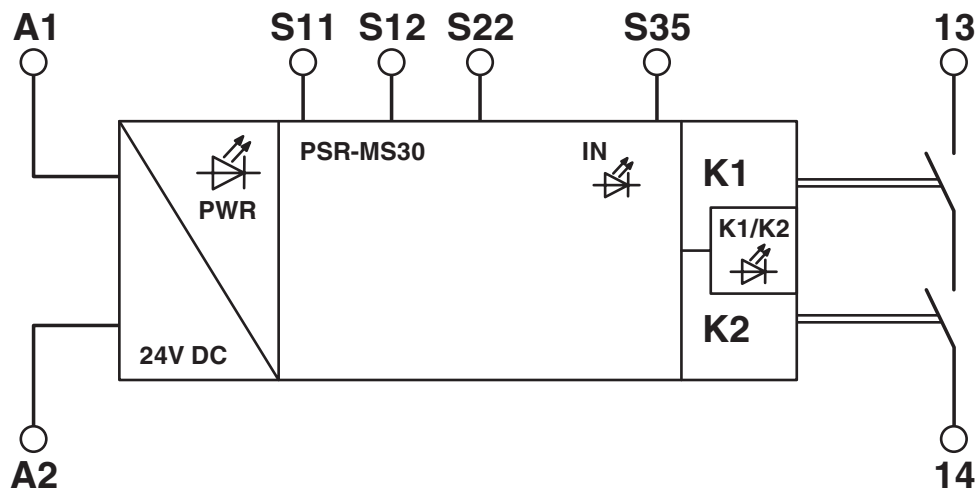 A1 S11 S12 S22 S35 13
PSR-MS30 IN
PWR
K1
K1/K2
K2
24V DC
A2 14